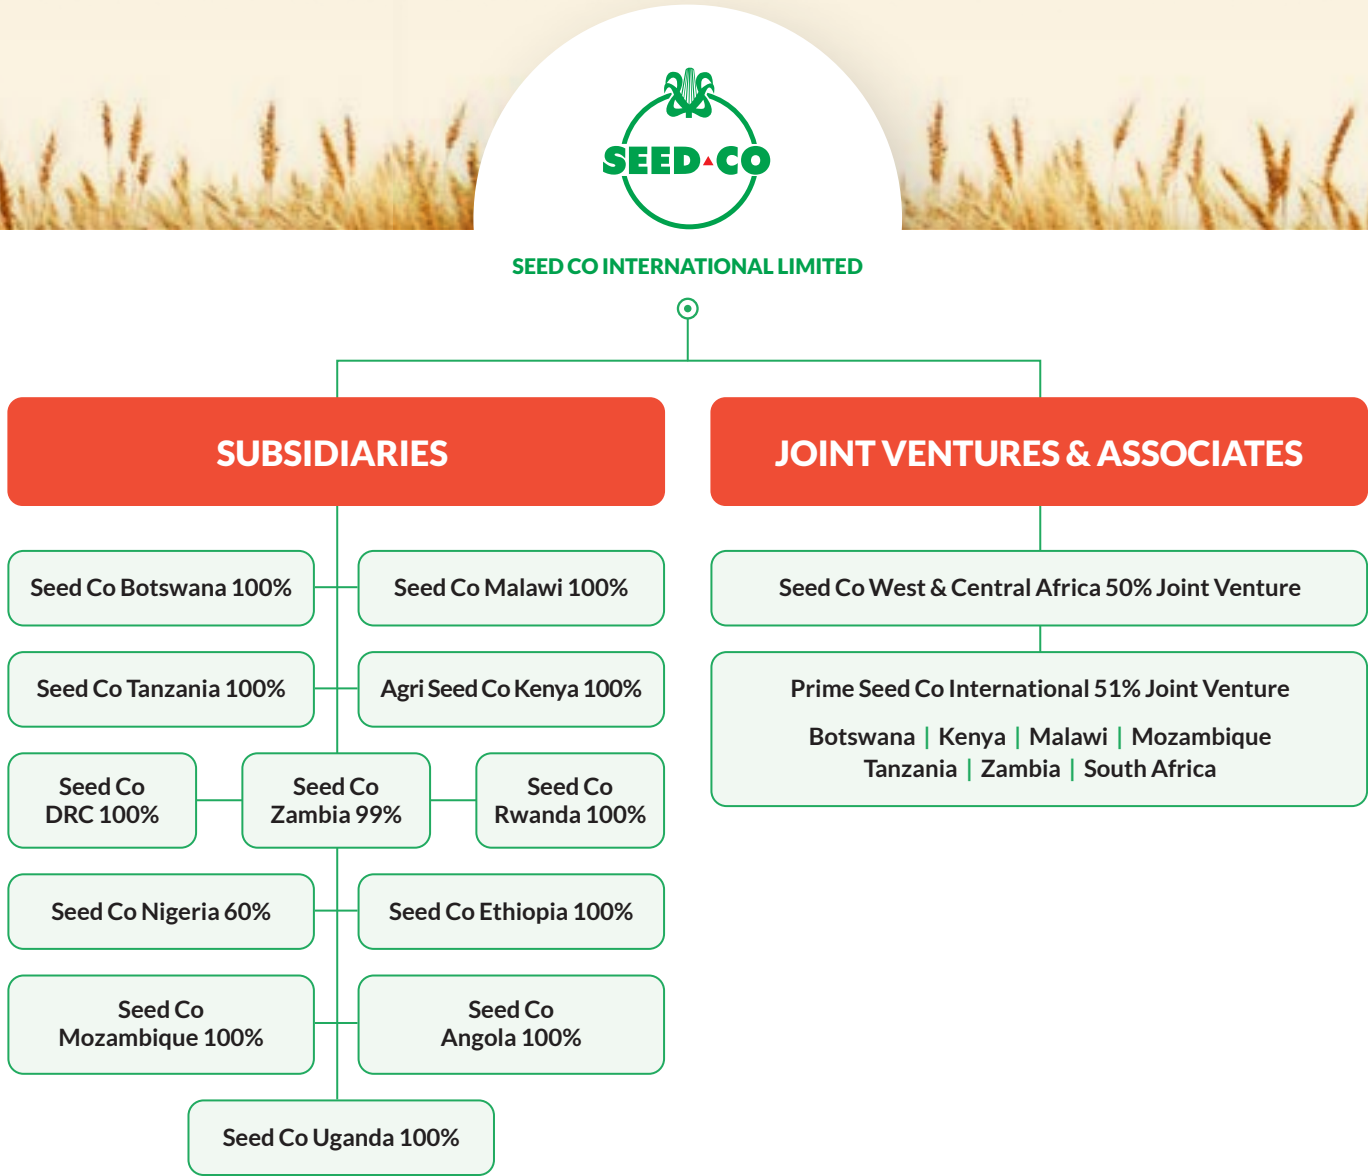 SEED CO
SEED CO INTERNATIONAL LIMITED
SUBSIDIARIES
JOINT VENTURES & ASSOCIATES
Seed Co Botswana 100%
Seed Co Malawi 100%
Seed Co Tanzania 100%
Agri Seed Co Kenya 100%
Seed Co
DRC 100%
Seed Co
Zambia 99%
Seed Co
Rwanda 100%
Seed Co Nigeria 60%
Seed Co Ethiopia 100%
Seed Co
Mozambique 100%
Seed Co
Angola 100%
Seed Co Uganda 100%
Seed Co West & Central Africa 50% Joint Venture
Prime Seed Co International 51% Joint Venture
Botswana | Kenya | Malawi | Mozambique
Tanzania | Zambia | South Africa